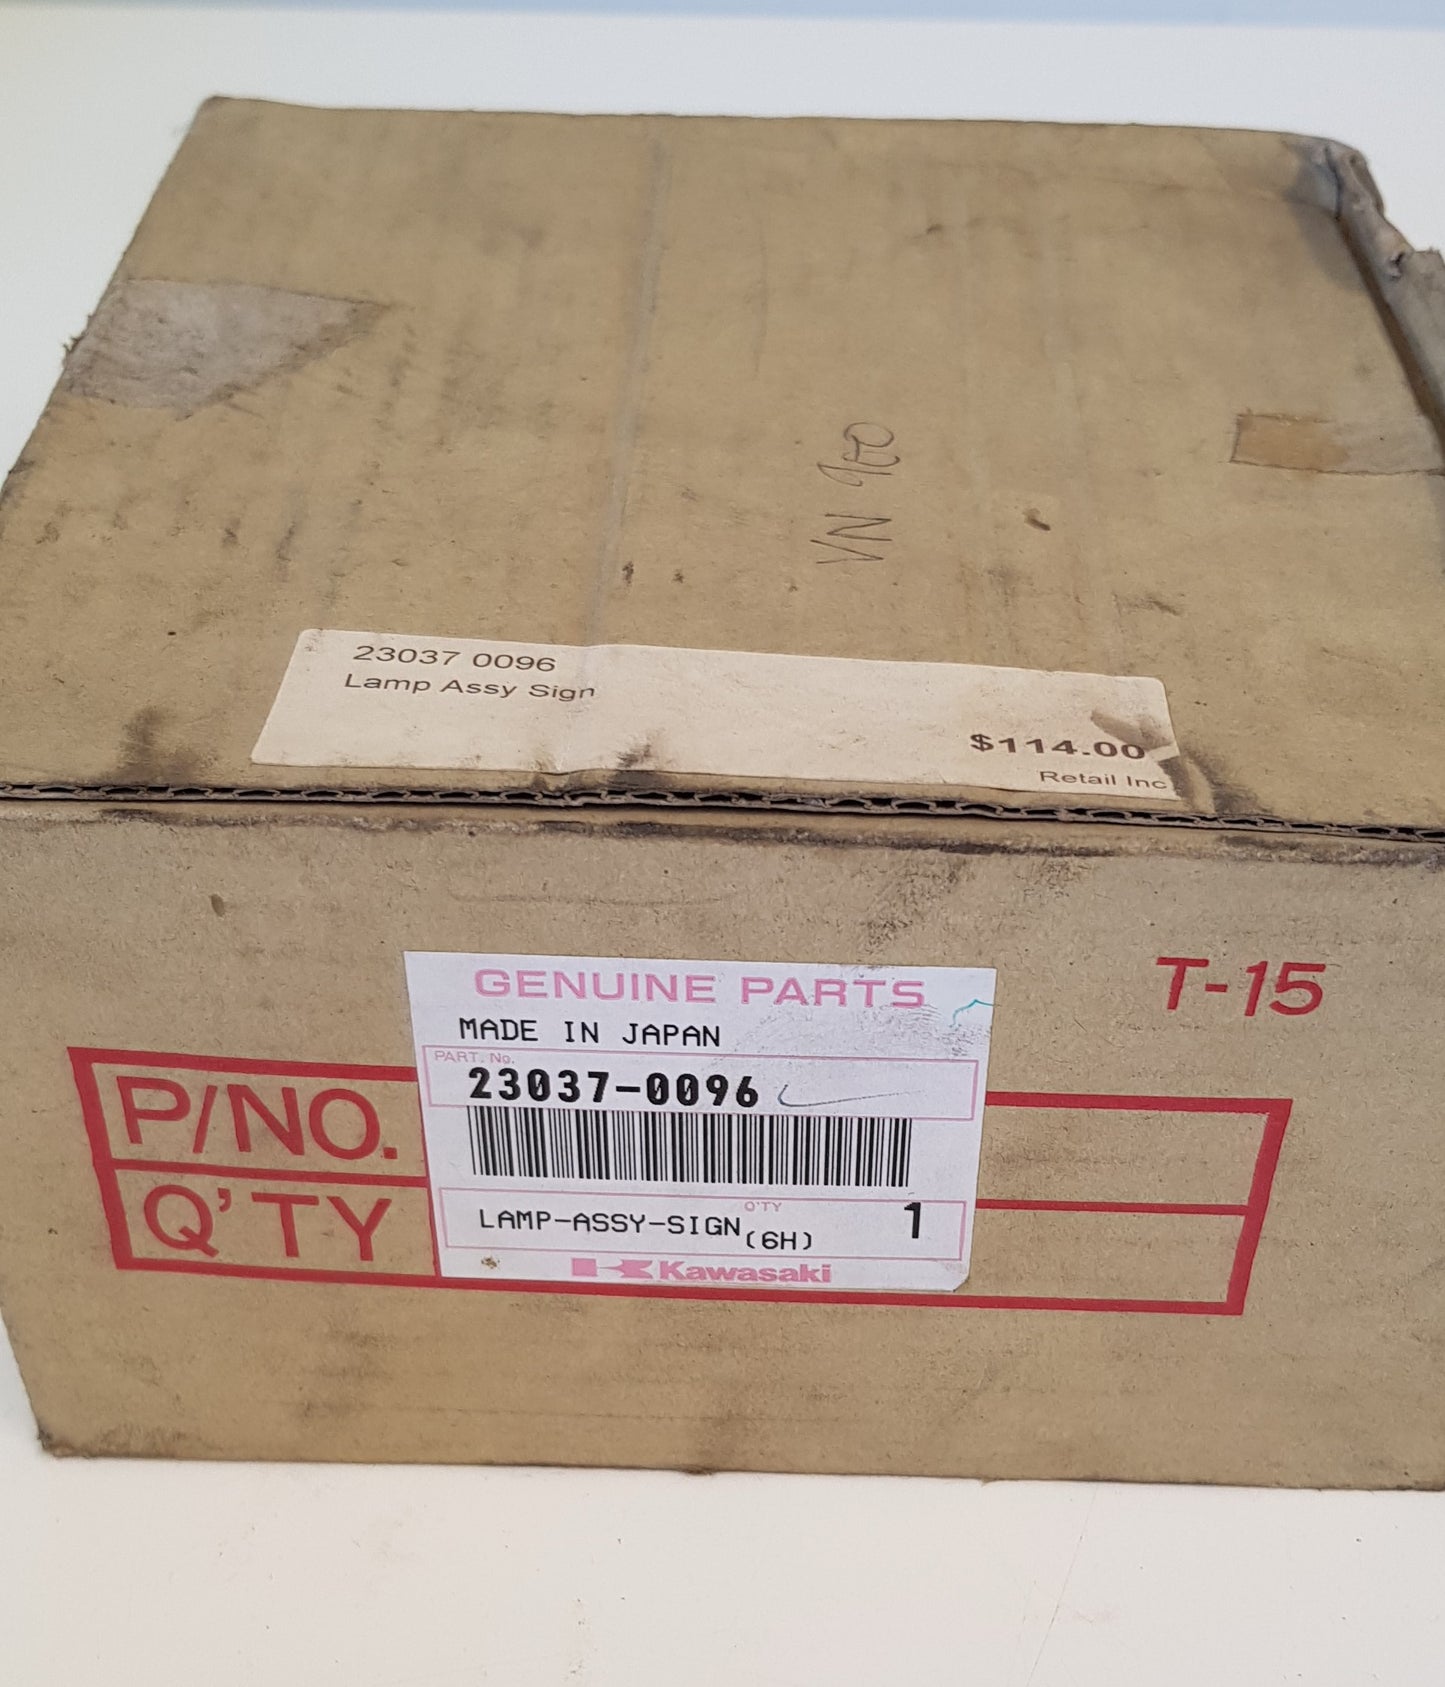 VN 900
23037 0096
Lamp Assy Sign
$114.00
Retail Inc
T-15
GENUINE PARTS
MADE IN JAPAN
PART. No.
23037-0096
P/NO.
Q'TY
Q'TY
LAMP-ASSY-SIGN(6H) 1
Kawasaki